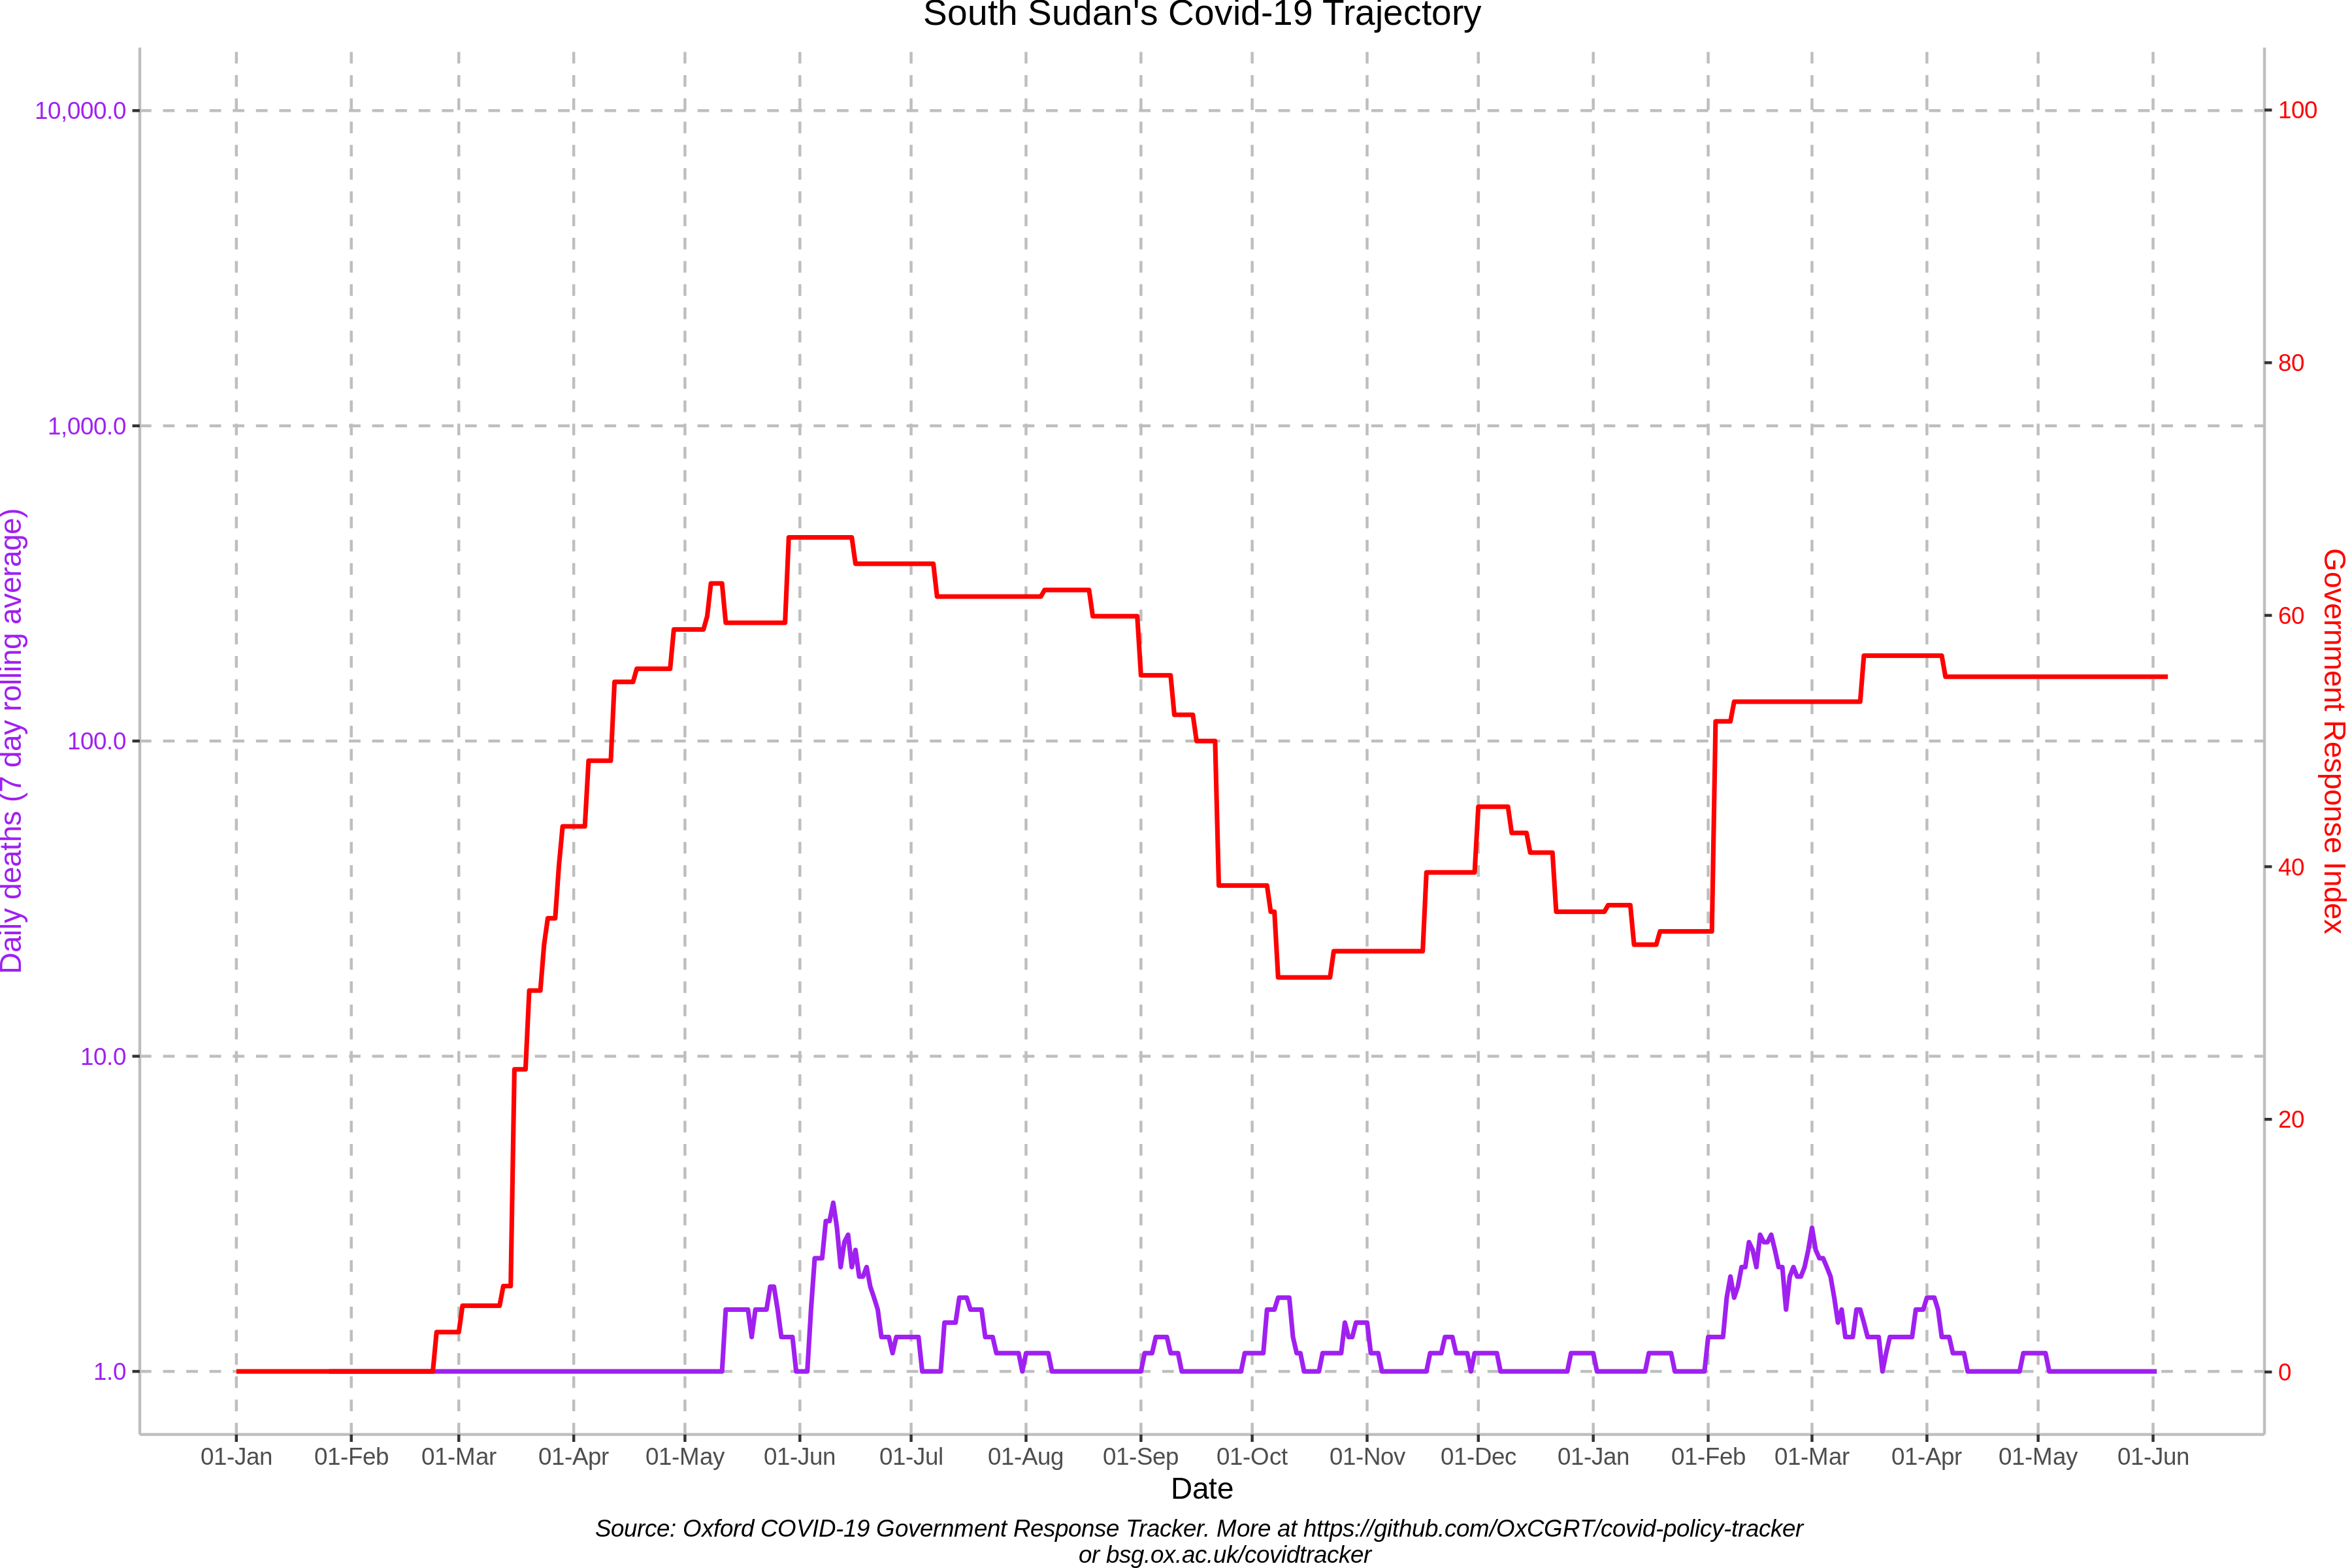 South Sudan's Covid-19 Trajectory
10,000.0
1,000.0
100.0
10.0
1.0
Daily deaths (7 day rolling average)
100
80
60
40
20
0
Government Response Index
01-Jan 01-Feb 01-Mar 01-Apr 01-May 01-Jun 01-Jul 01-Aug 01-Sep 01-Oct 01-Nov 01-Dec 01-Jan 01-Feb 01-Mar 01-Apr 01-May 01-Jun
Date
Source: Oxford COVID-19 Government Response Tracker. More at https://github.com/OxCGRT/covid-policy-tracker
or bsg.ox.ac.uk/covidtracker